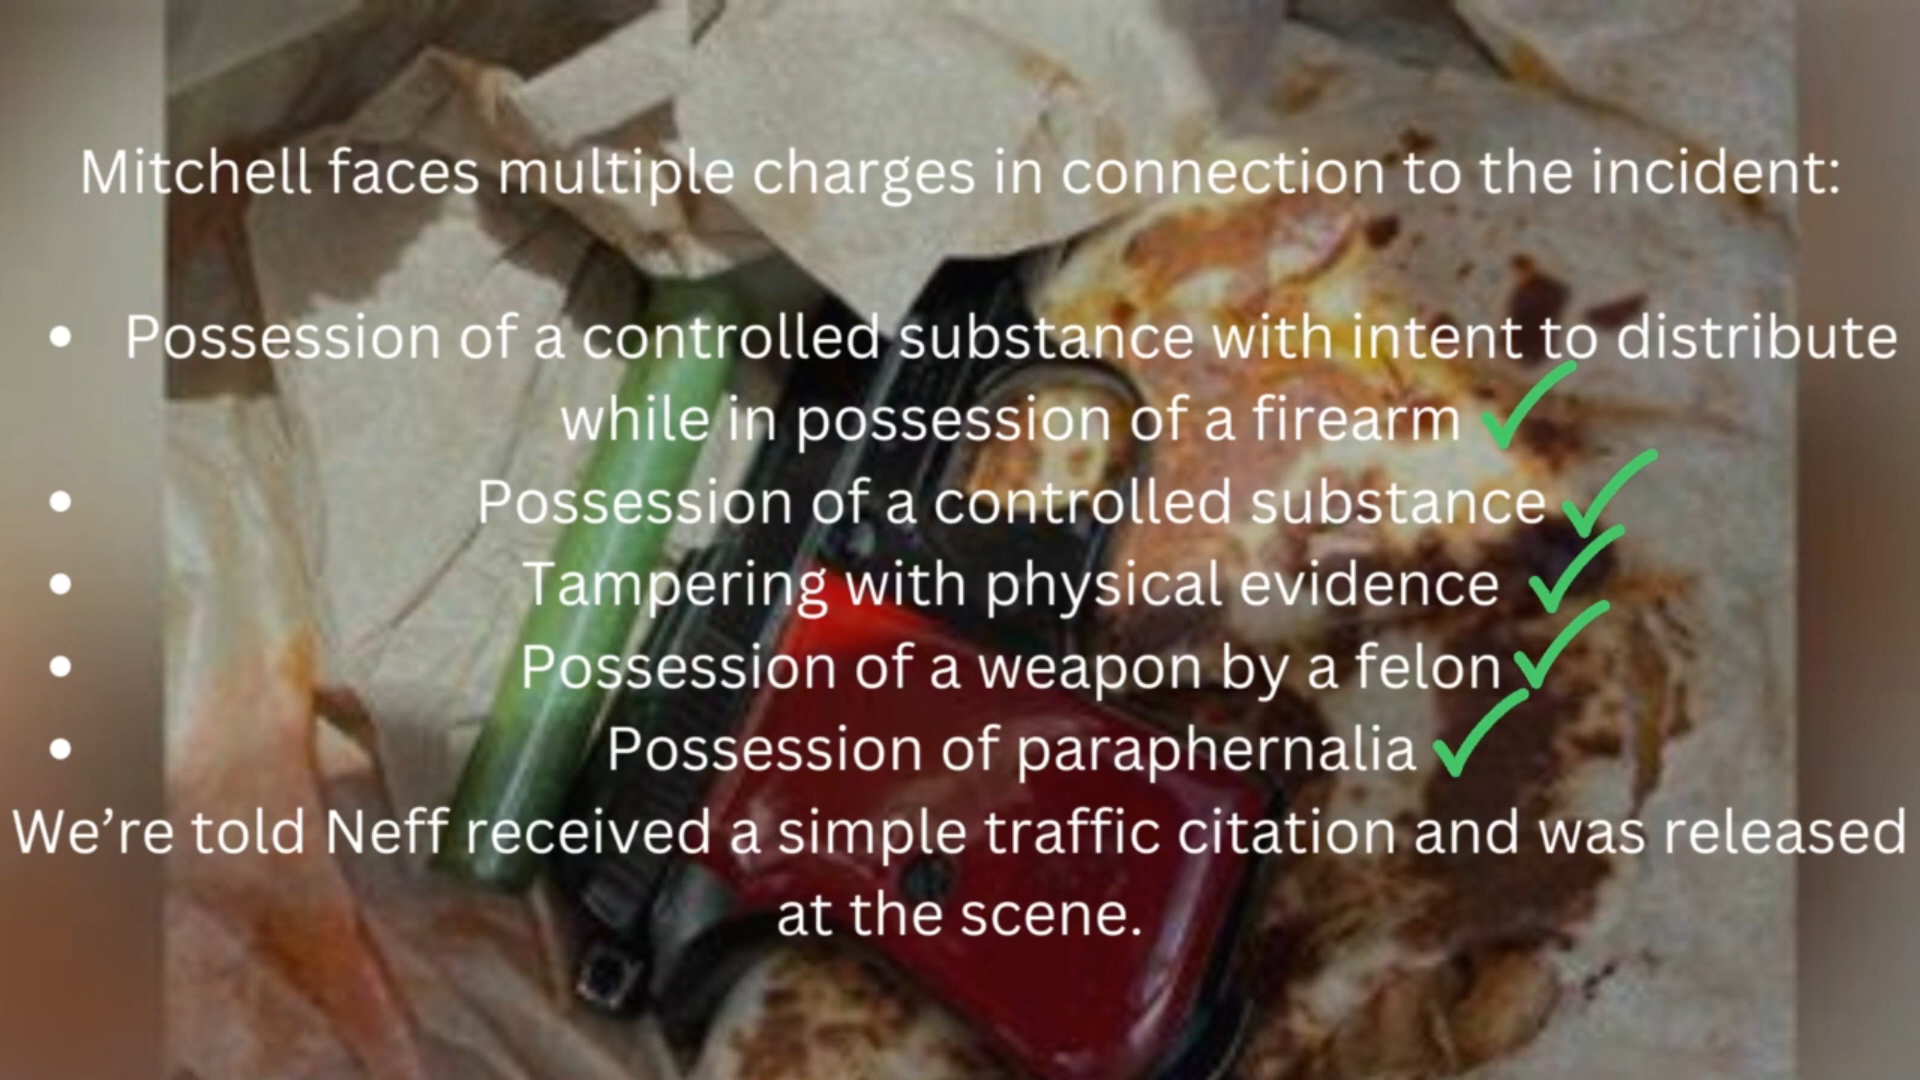 Mitchell faces multiple charges in connection to the incident:
• Possession of a controlled substance with intent to distribute
while in possession of a firearm
• Possession of a controlled substance
• Tampering with physical evidence
• Possession of a weapon by a felon
• Possession of paraphernalia
We’re told Neff received a simple traffic citation and was released
at the scene.